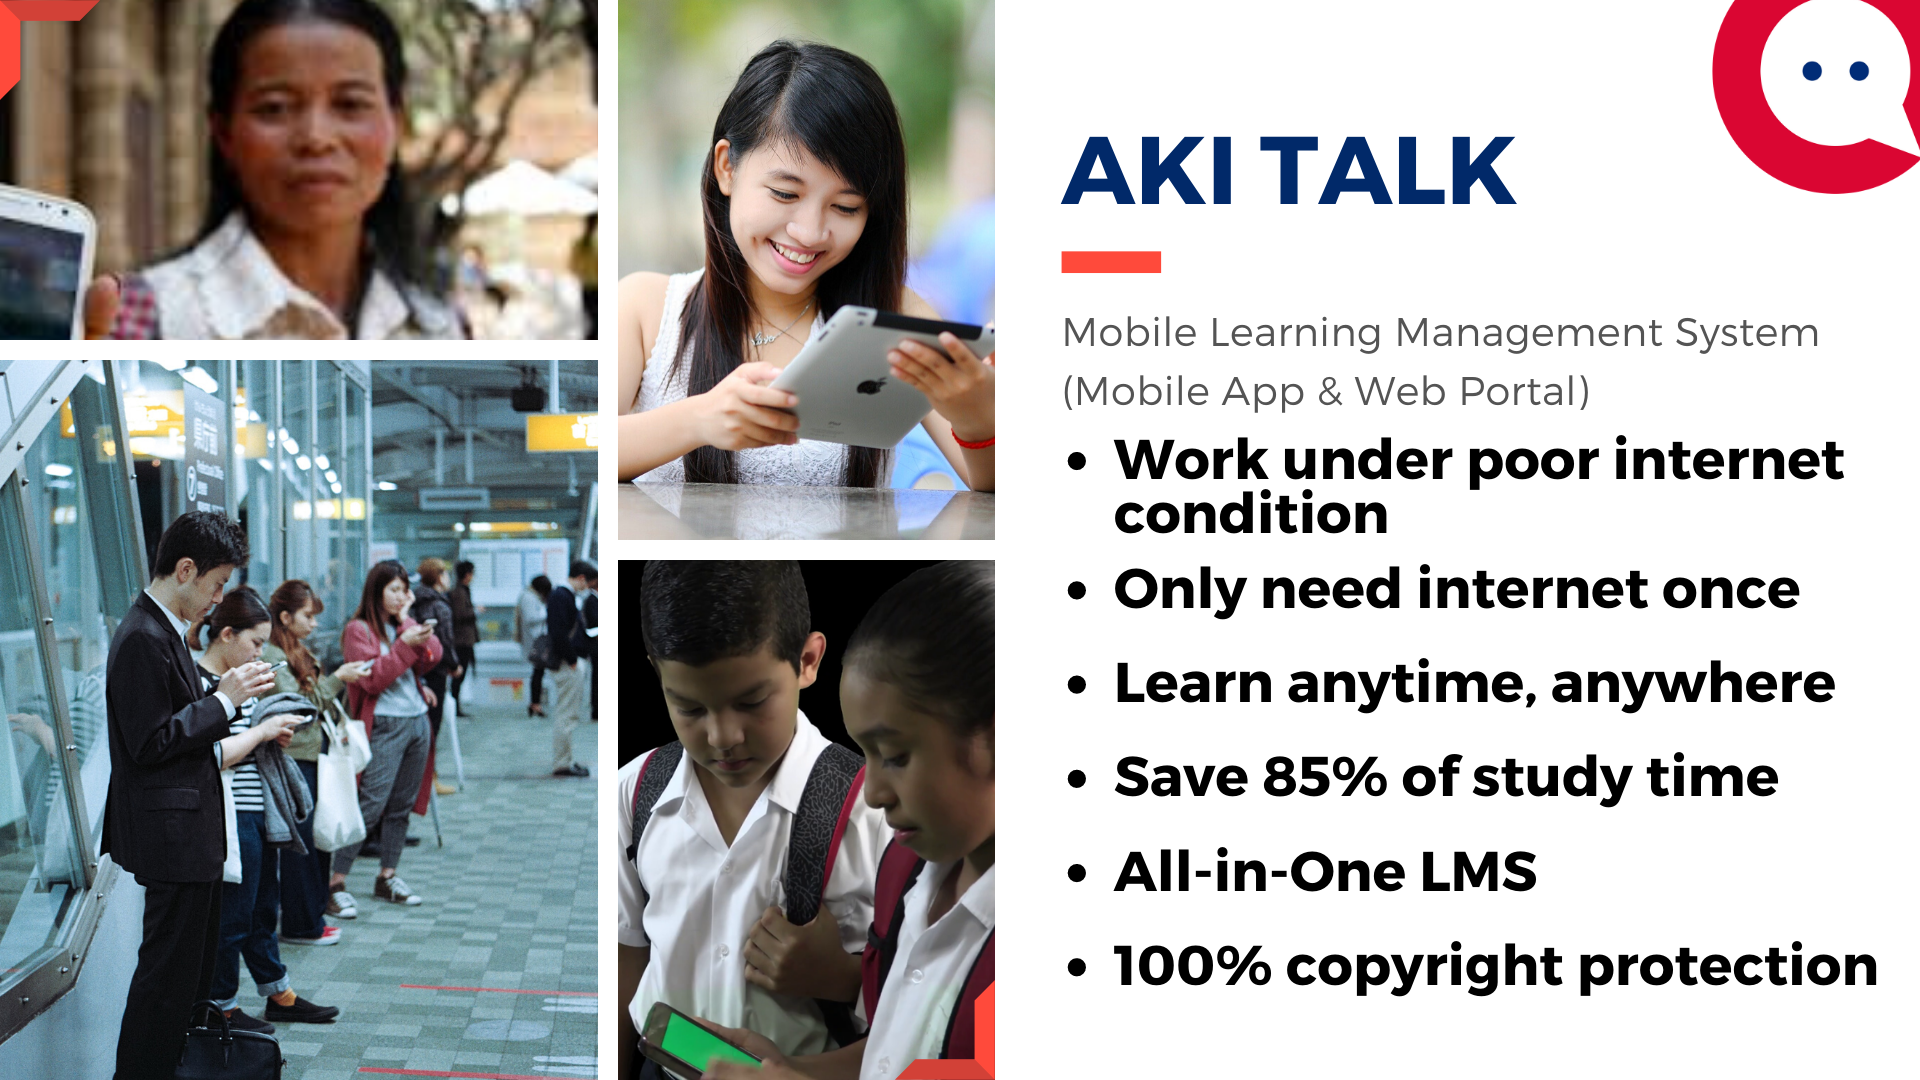 AKI TALK
Mobile Learning Management System
(Mobile App & Web Portal)
• Work under poor internet
condition
• Only need internet once
• Learn anytime, anywhere
• Save 85% of study time
• All-in-One LMS
• 100% copyright protection